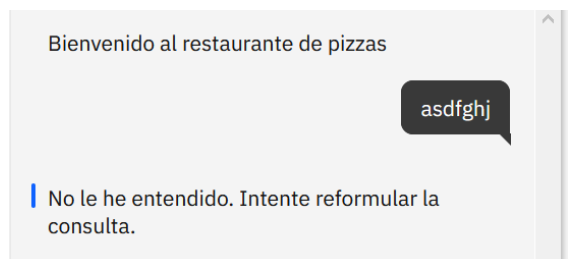 Bienvenido al restaurante de pizzas
asdfghj
No le he entendido. Intente reformular la
consulta.